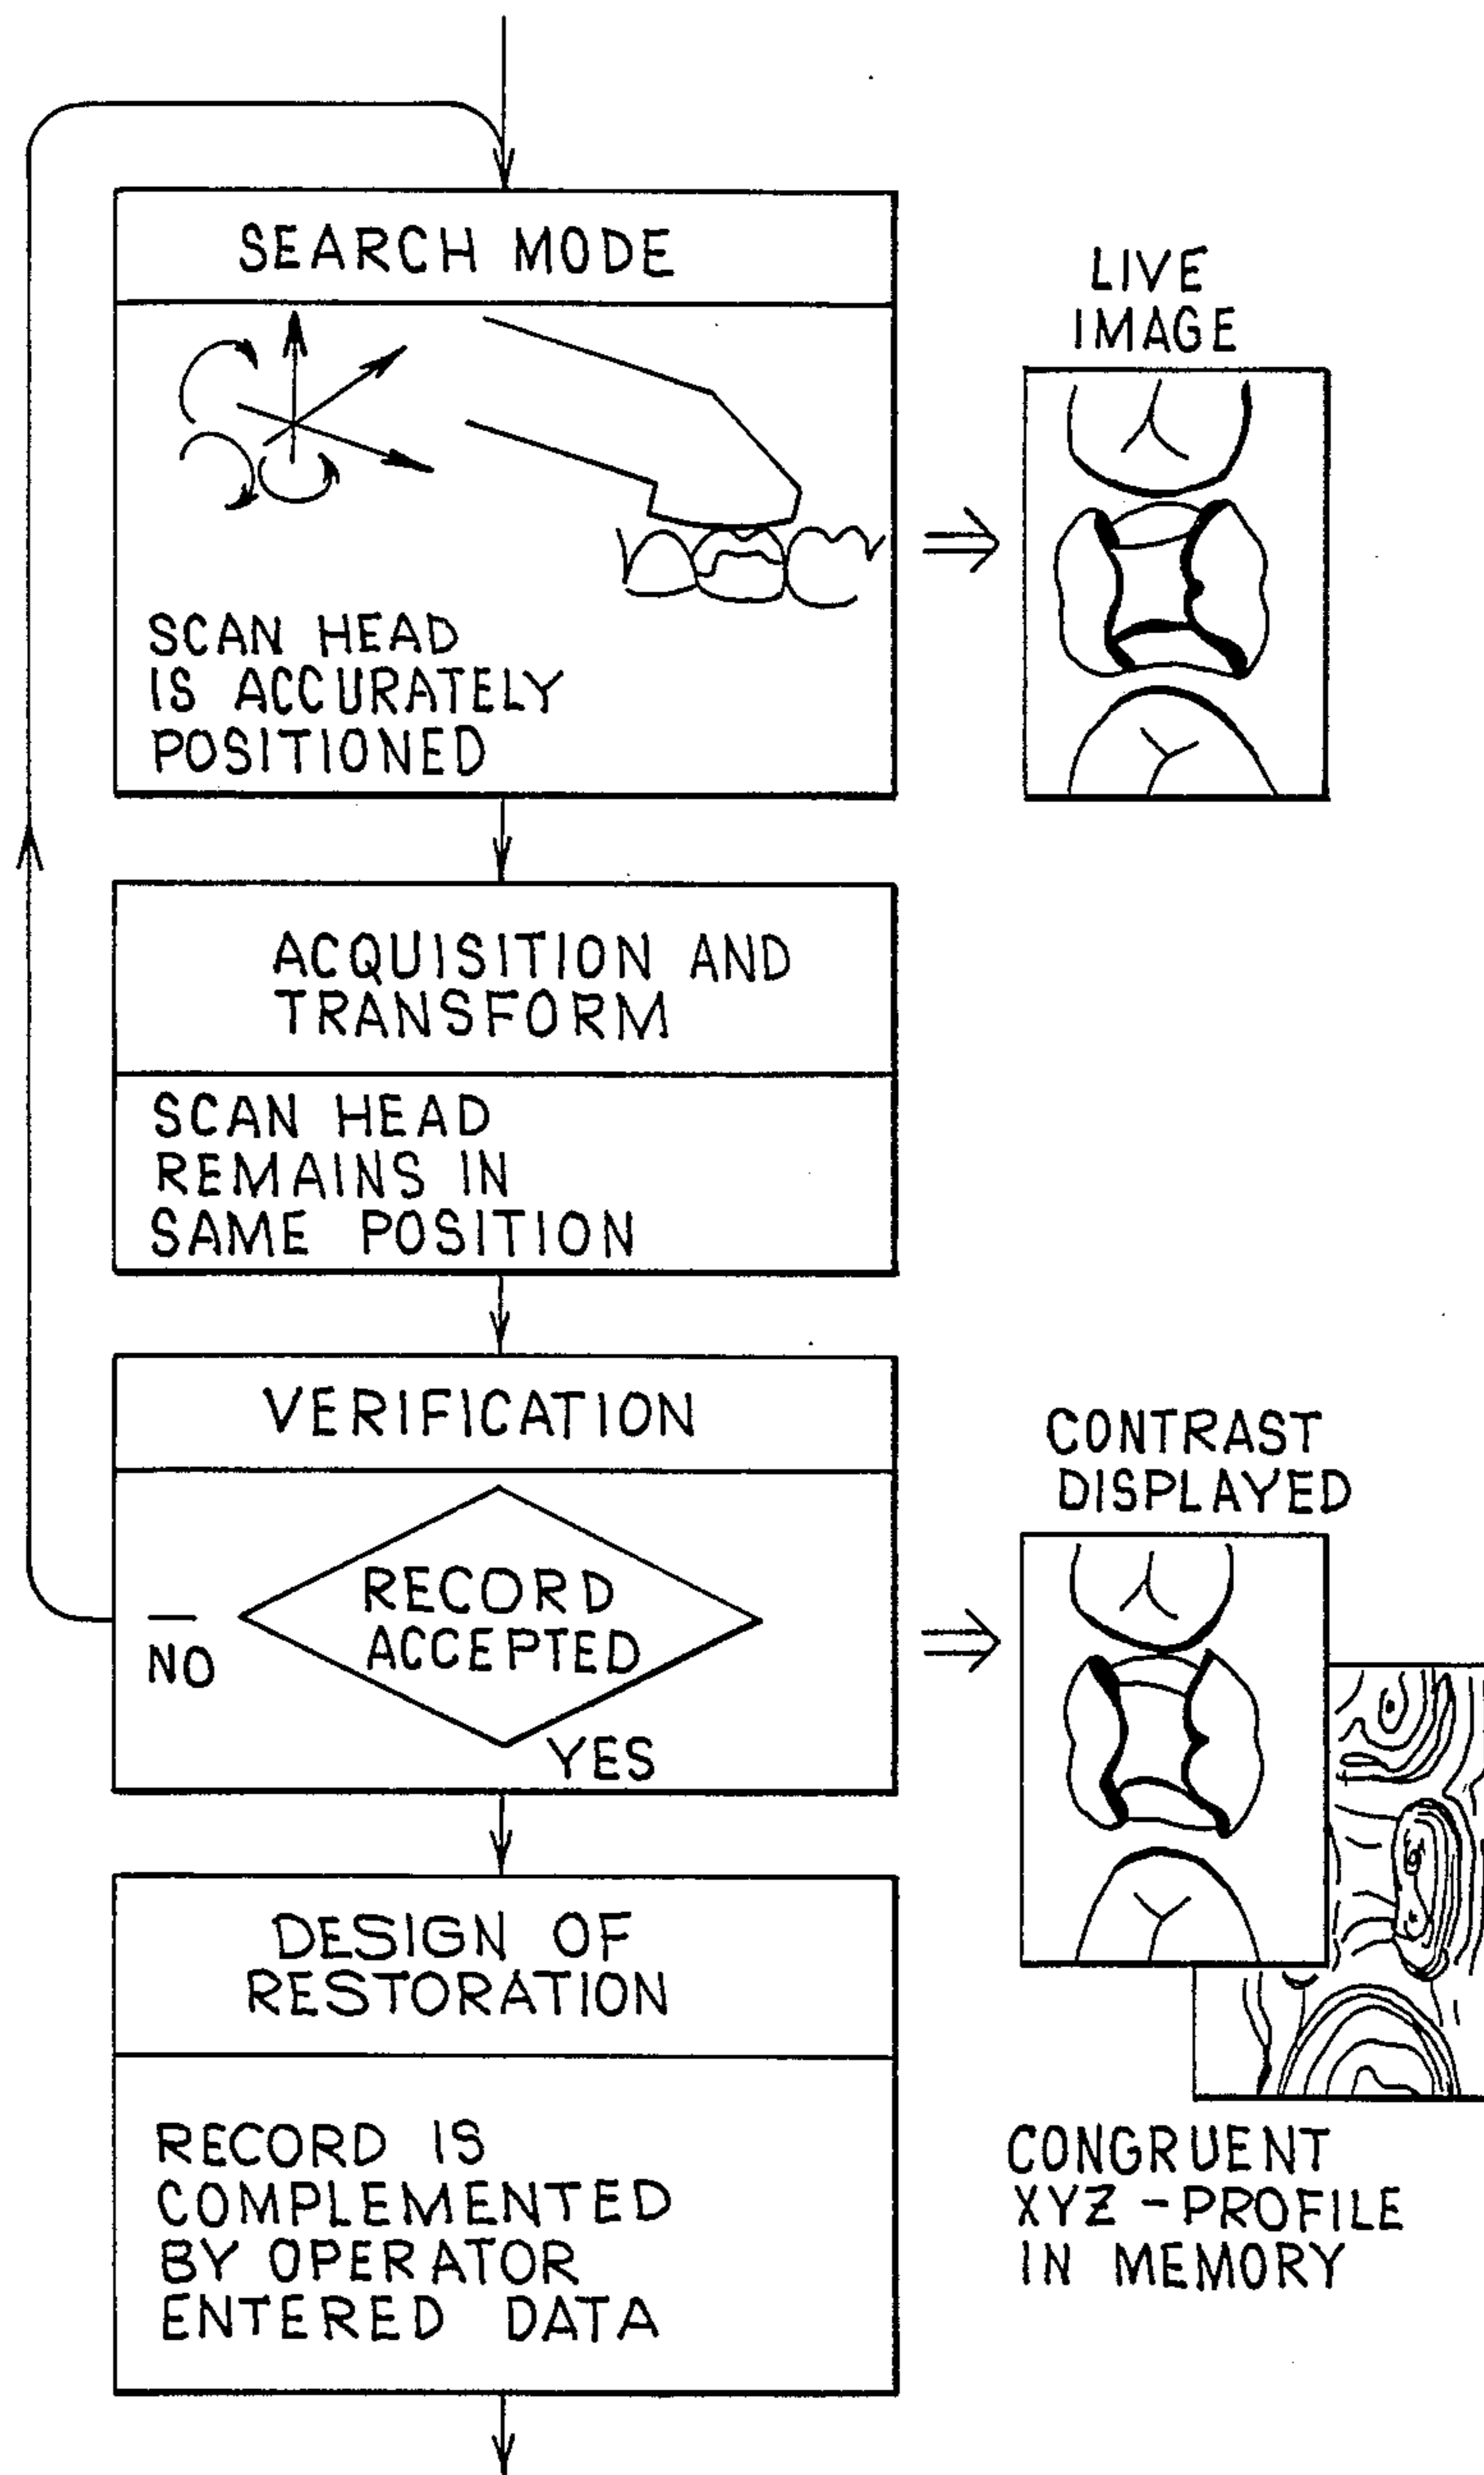 SEARCH MODE
SCAN HEAD
IS ACCURATELY
POSITIONED
LIVE
IMAGE
ACQUISITION AND
TRANSFORM
SCAN HEAD
REMAINS IN
SAME POSITION
VERIFICATION
RECORD
ACCEPTED
NO
YES
CONTRAST
DISPLAYED
DESIGN OF
RESTORATION
RECORD IS
COMPLEMENTED
BY OPERATOR
ENTERED DATA
CONGRUENT
XYZ - PROFILE
IN MEMORY